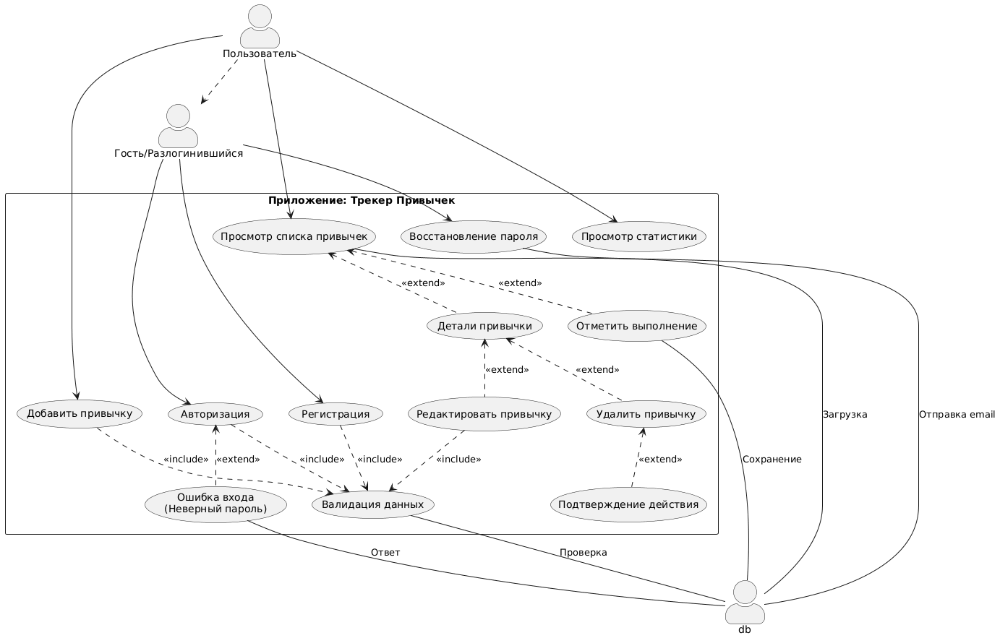 Пользователь
Гость/Разлогинившийся
Приложение: Трекер Привычек
Просмотр списка привычек
Восстановление пароля
Просмотр статистики
«extend»
«extend»
Детали привычки
Отметить выполнение
«extend»
«extend»
Добавить привычку
Авторизация
Регистрация
Редактировать привычку
Удалить привычку
Загрузка
Отправка email
«include»
«extend»
«include»
«include»
«include»
«extend»
Сохранение
Ошибка входа
(Неверный пароль)
Валидация данных
Подтверждение действия
Ответ
Проверка
db